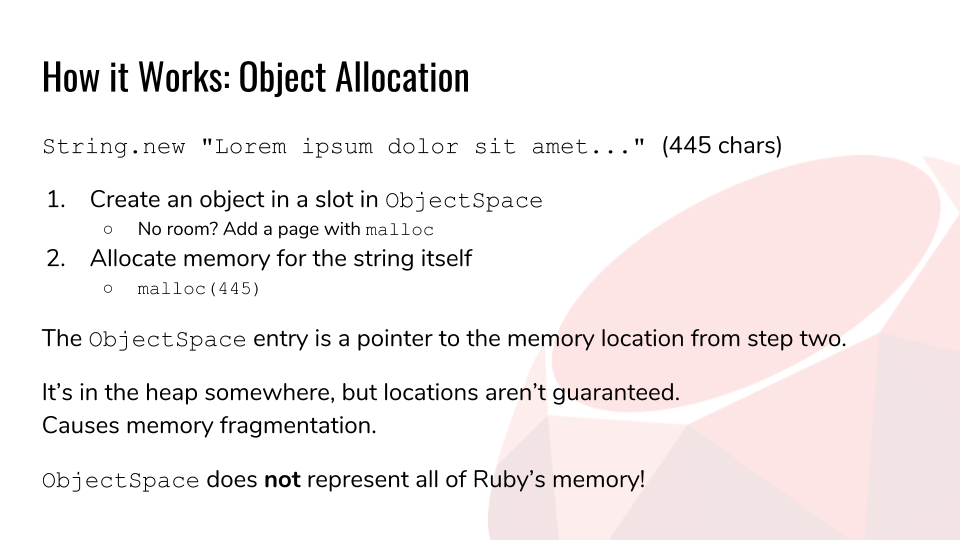 How it Works: Object Allocation
String.new "Lorem ipsum dolor sit amet..." (445 chars)
1. Create an object in a slot in ObjectSpace
○ No room? Add a page with malloc
2. Allocate memory for the string itself
○ malloc(445)
The ObjectSpace entry is a pointer to the memory location from step two.
It’s in the heap somewhere, but locations aren’t guaranteed.
Causes memory fragmentation.
ObjectSpace does not represent all of Ruby’s memory!